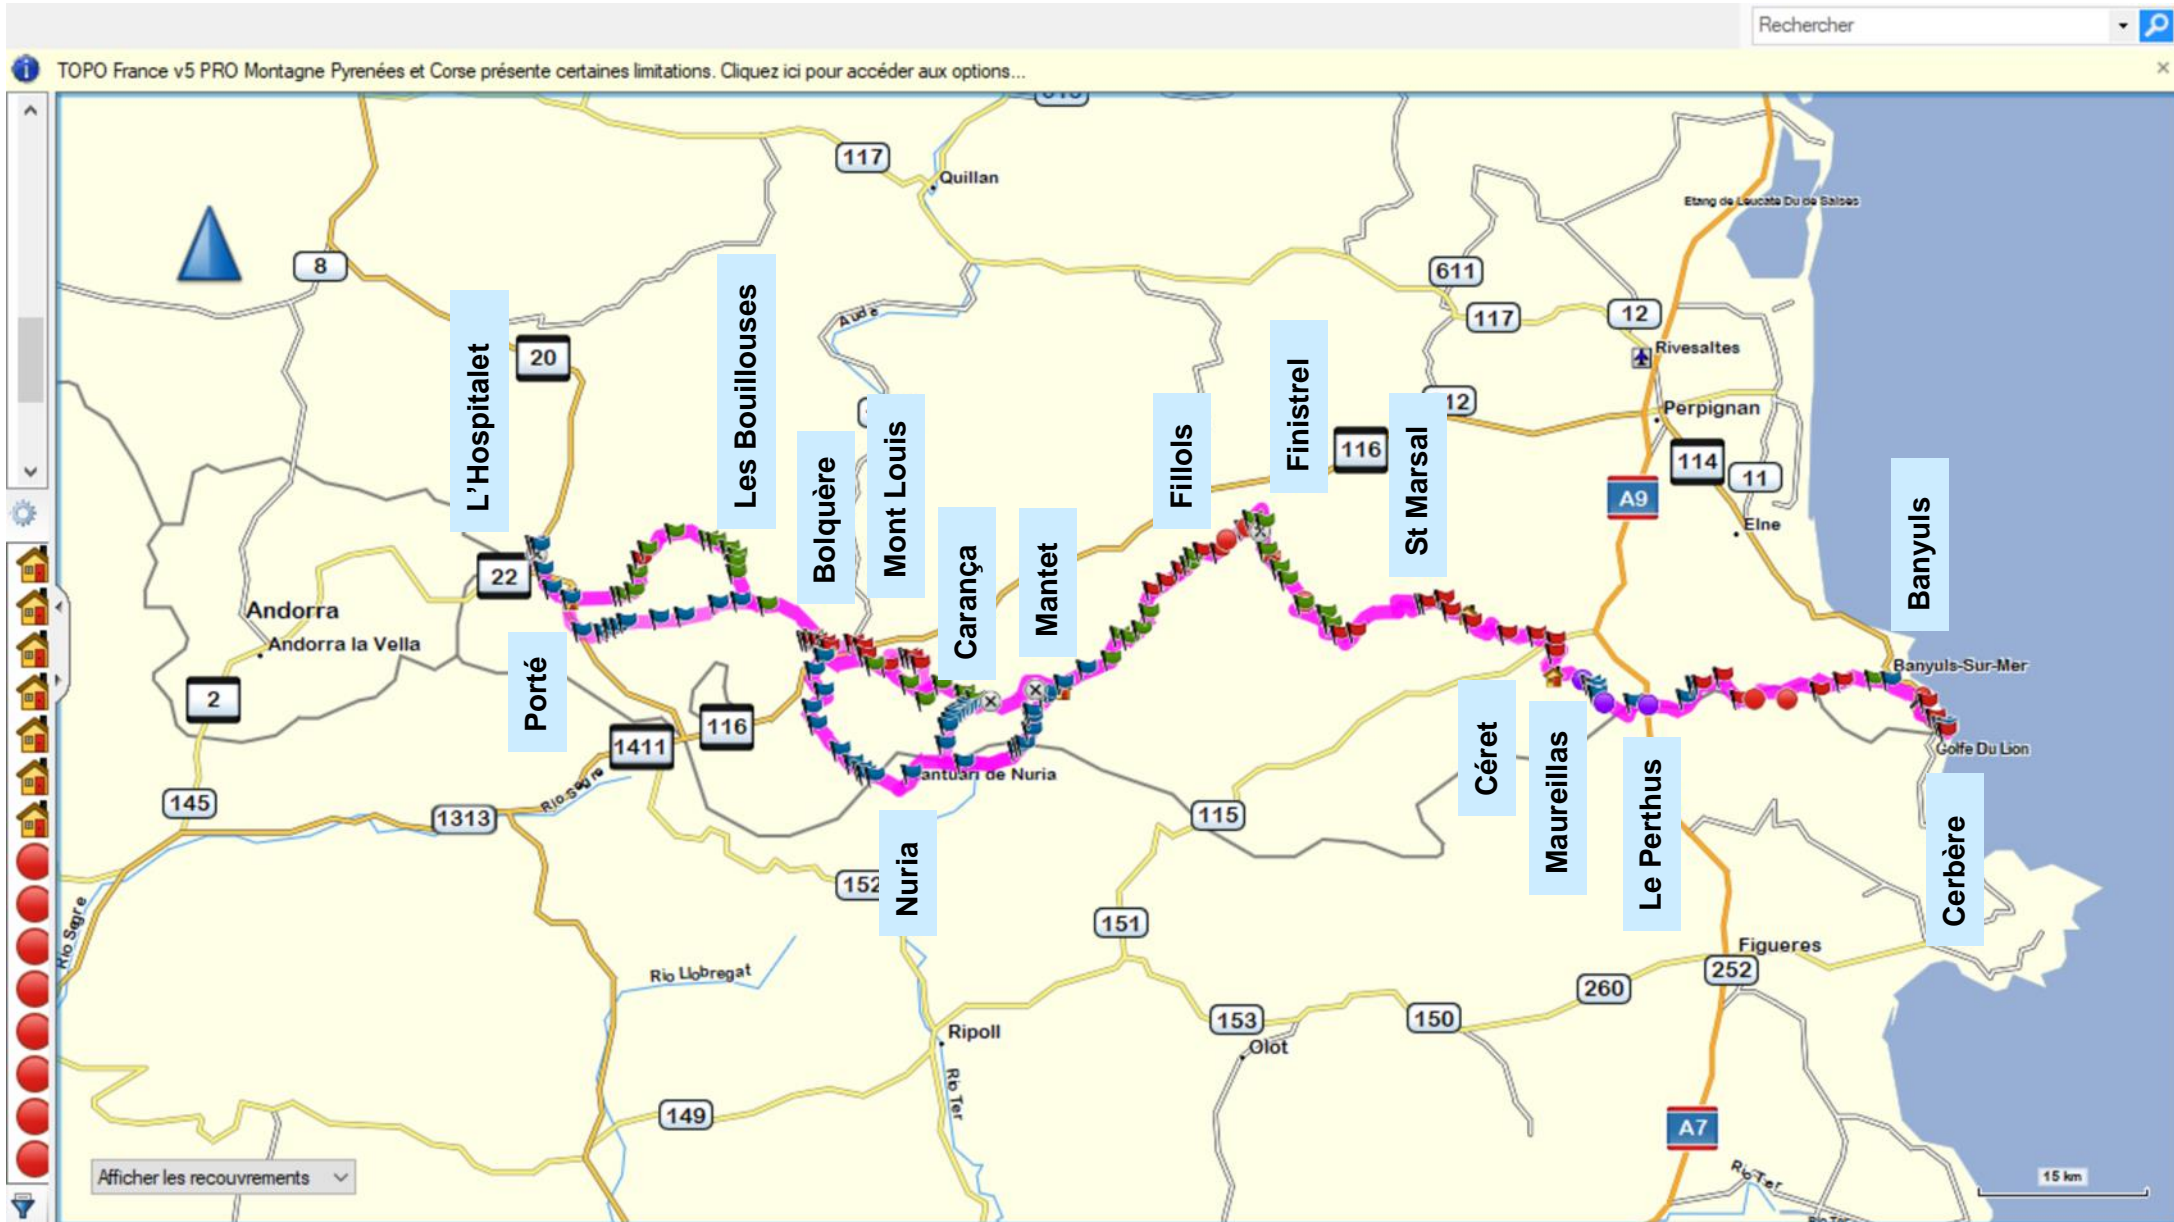 Rechercher
TOPO France v5 PRO Montagne Pyrenées et Corse présente certaines limitations. Cliquez ici pour accéder aux options...
117
Quillan
Etang de Leucate Du de Salses
8
611
Aude
117
12
20
Rivesaltes
L'Hospitalet
Les Bouillouses
Finistrel
12
Perpignan
116
Bolquère
Mont Louis
Fillols
St Marsal
114
11
A9
Elne
Banyuls
22
Carança
Mantet
Andorra
Andorra la Vella
Porté
Banyuls-Sur-Mer
2
116
1411
Golfe Du Lion
antuari de Nuria
Céret
Maureillas
Le Perthus
Rio Segre
145
1313
115
Nuria
Cerbère
152
Rio Segre
151
Figueres
252
Rio Llobregat
260
153
150
Ripoll
Olot
Rio Ter
149
A7
Afficher les recouvrements
Rio Ter
15 km
Rio Ter